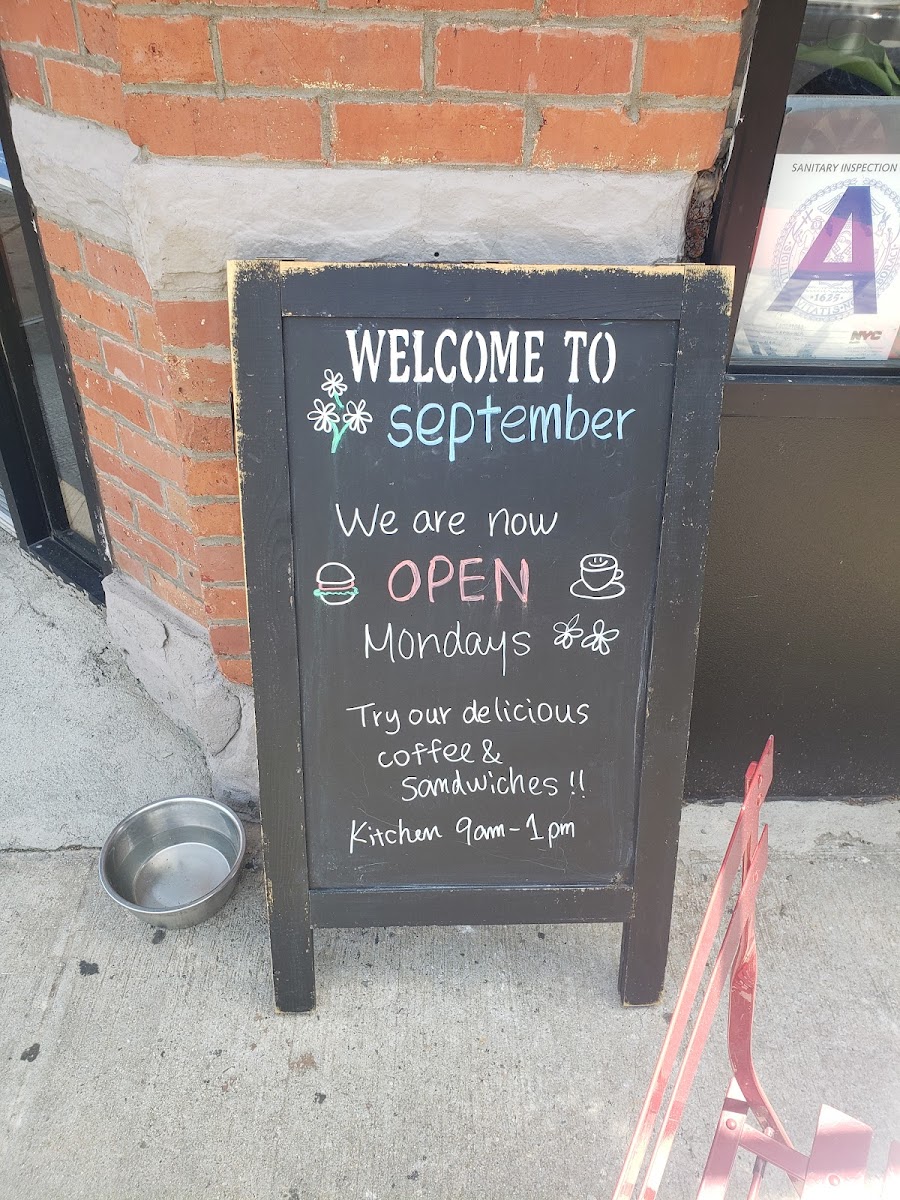 SANITARY INSPECTION
A
1625
NYC
WELCOME TO
september
We are now
OPEN
Mondays
Try our delicious
coffee &
sandwiches !!
Kitchen 9am-1pm